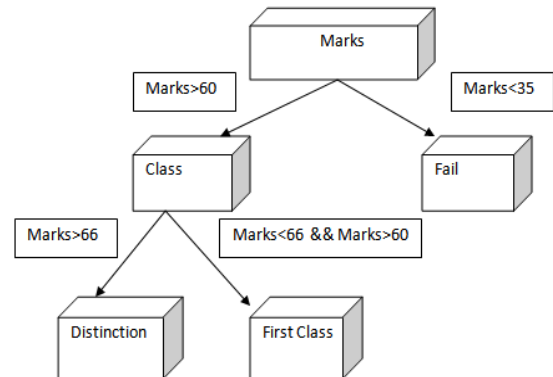 Marks
Marks>60
Marks<35
Class
Fail
Marks>66
Marks<66 && Marks>60
Distinction
First Class